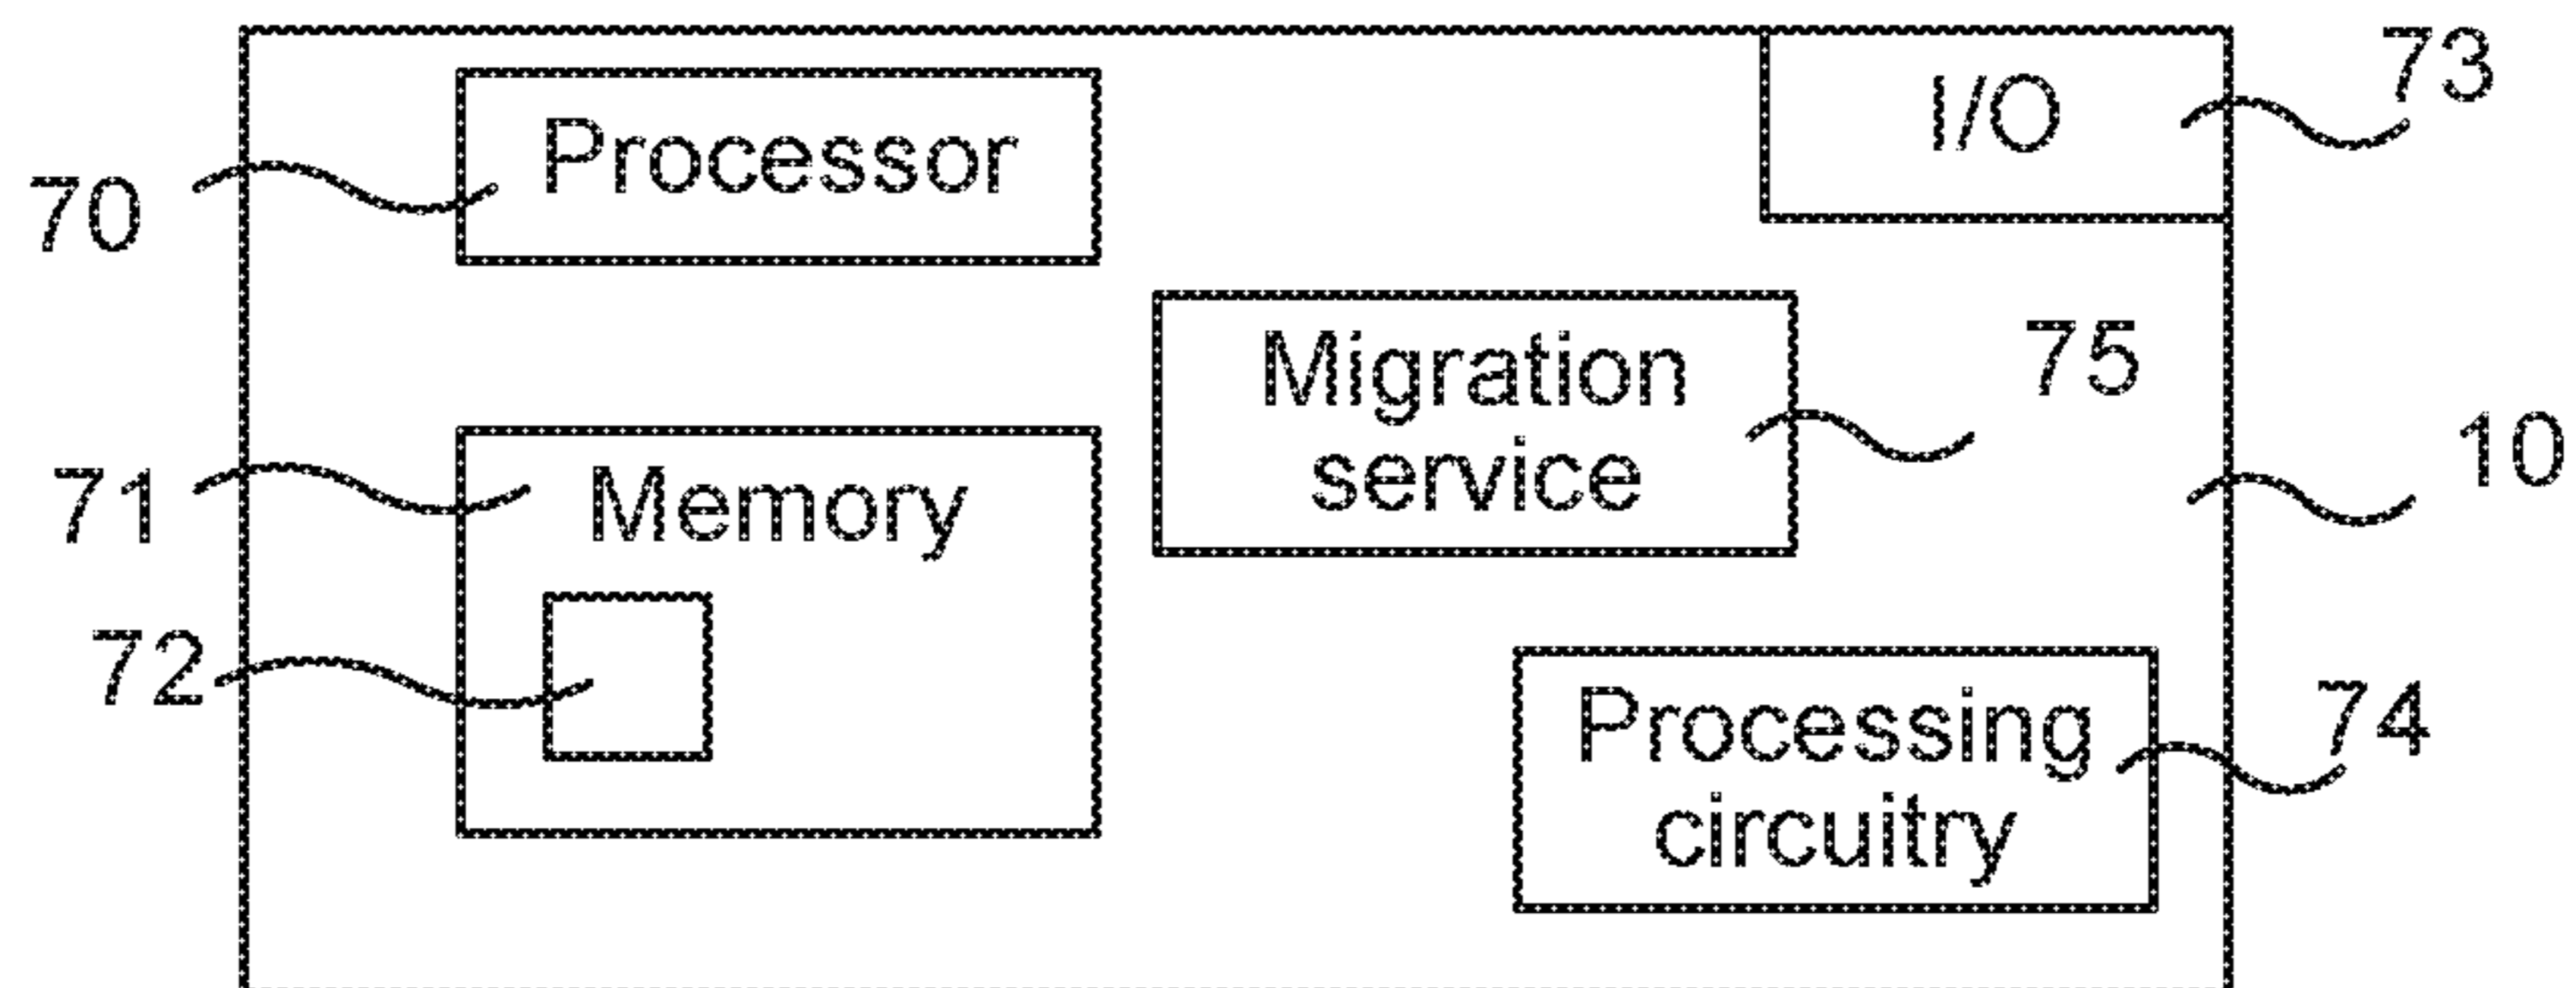 73
I/O
Processor
70
Migration
service
75
10
71
Memory
72
Processing
circuitry
74